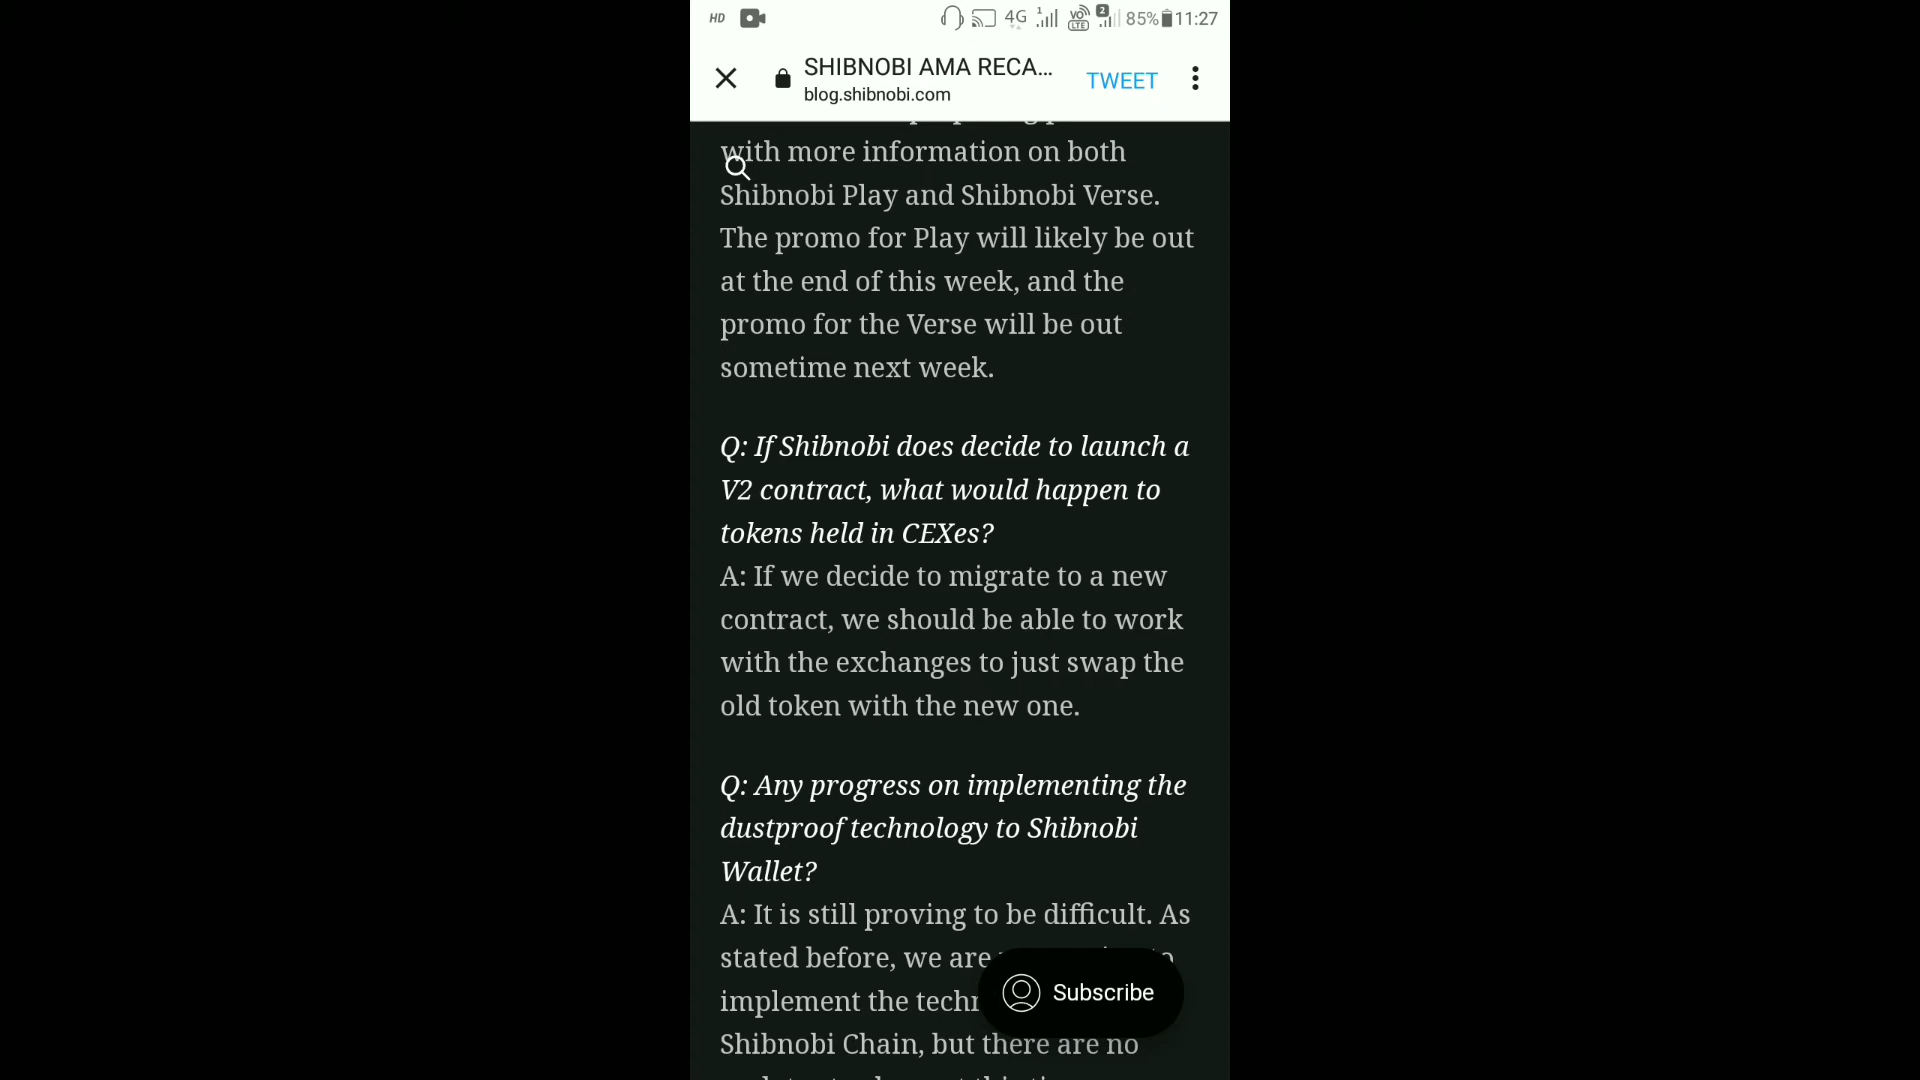 HD 4G 1 VO LTE 2 85% 11:27
SHIBNOBI AMA RECA...
blog.shibnobi.com
TWEET
with more information on both
Shibnobi Play and Shibnobi Verse.
The promo for Play will likely be out
at the end of this week, and the
promo for the Verse will be out
sometime next week.
Q: If Shibnobi does decide to launch a
V2 contract, what would happen to
tokens held in CEXes?
A: If we decide to migrate to a new
contract, we should be able to work
with the exchanges to just swap the
old token with the new one.
Q: Any progress on implementing the
dustproof technology to Shibnobi
Wallet?
A: It is still proving to be difficult. As
stated before, we are
implement the
Shibnobi Chain, but there are no
Subscribe